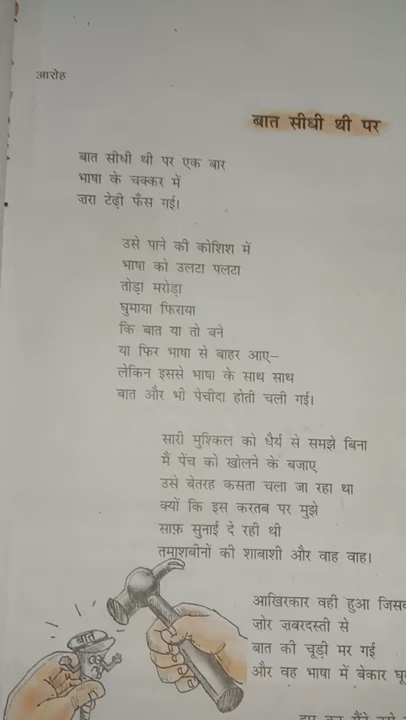 आरोह
बात सीधी थी पर
बात सीधी थी पर एक बार
भाषा के चक्कर में
ज़रा टेढ़ी फँस गई।
उसे पाने की कोशिश में
भाषा को उलटा पलटा
तोड़ा मरोड़ा
घुमाया फिराया
कि बात या तो बने
या फिर भाषा से बाहर आए–
लेकिन इससे भाषा के साथ साथ
बात और भी पेचीदा होती चली गई।
सारी मुश्किल को धैर्य से समझे बिना
मैं पेंच को खोलने के बजाए
उसे बेतरह कसता चला जा रहा था
क्यों कि इस करतब पर मुझे
साफ़ सुनाई दे रही थी
तमाशबीनों की शाबाशी और वाह वाह।
आखिरकार वही हुआ
ज़ोर ज़बरदस्ती से
बात की चूड़ी मर गई
और वह भाषा में बेकार
बात